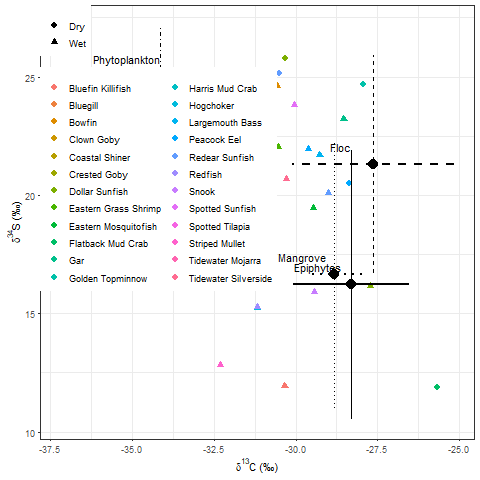 Dry
Wet
Phytoplankton
Bluefin Killifish
Bluegill
Bowfin
Clown Goby
Coastal Shiner
Crested Goby
Dollar Sunfish
Eastern Grass Shrimp
Eastern Mosquitofish
Flatback Mud Crab
Gar
Golden Topminnow
Harris Mud Crab
Hogchoker
Largemouth Bass
Peacock Eel
Redear Sunfish
Redfish
Snook
Spotted Sunfish
Spotted Tilapia
Striped Mullet
Tidewater Mojarra
Tidewater Silverside
Floc
Mangrove
Epiphytes
25
20
15
10
δ³⁴S (‰)
-37.5 -35.0 -32.5 -30.0 -27.5 -25.0
δ¹³C (‰)